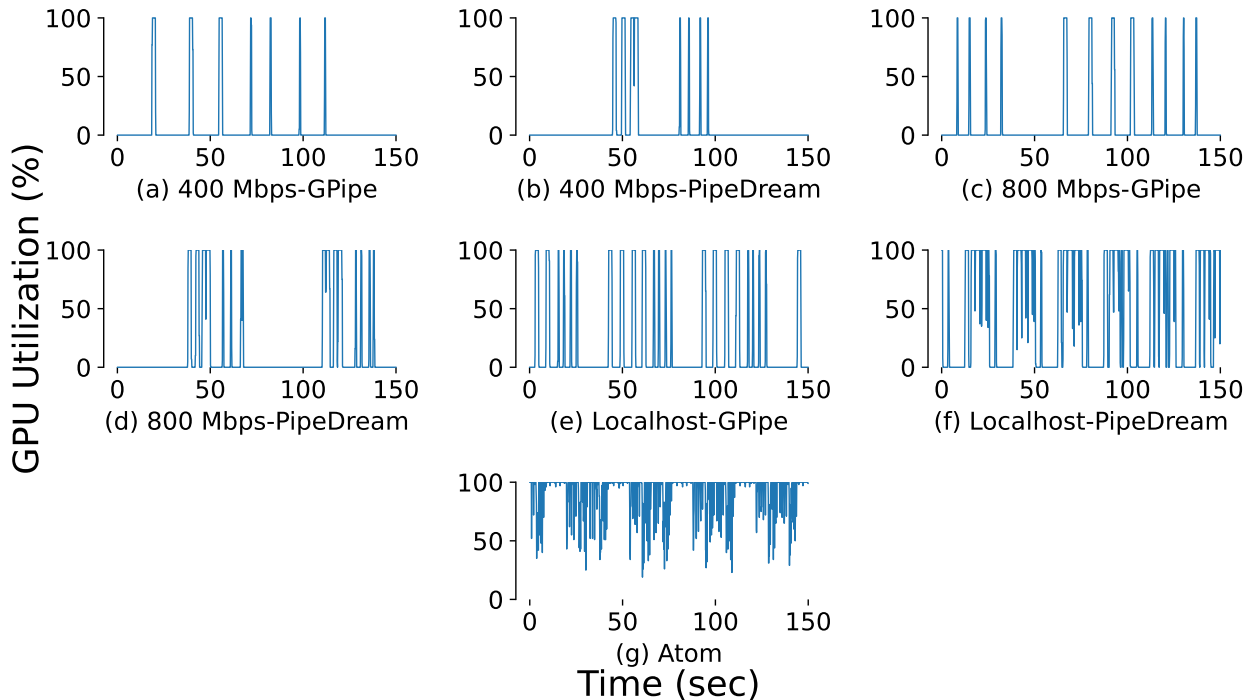 GPU Utilization (%)
100
50
0
0 50 100 150
(a) 400 Mbps-GPipe
100
50
0
0 50 100 150
(b) 400 Mbps-PipeDream
100
50
0
0 50 100 150
(c) 800 Mbps-GPipe
100
50
0
0 50 100 150
(d) 800 Mbps-PipeDream
100
50
0
0 50 100 150
(e) Localhost-GPipe
100
50
0
0 50 100 150
(f) Localhost-PipeDream
100
50
0
0 50 100 150
(g) Atom
Time (sec)